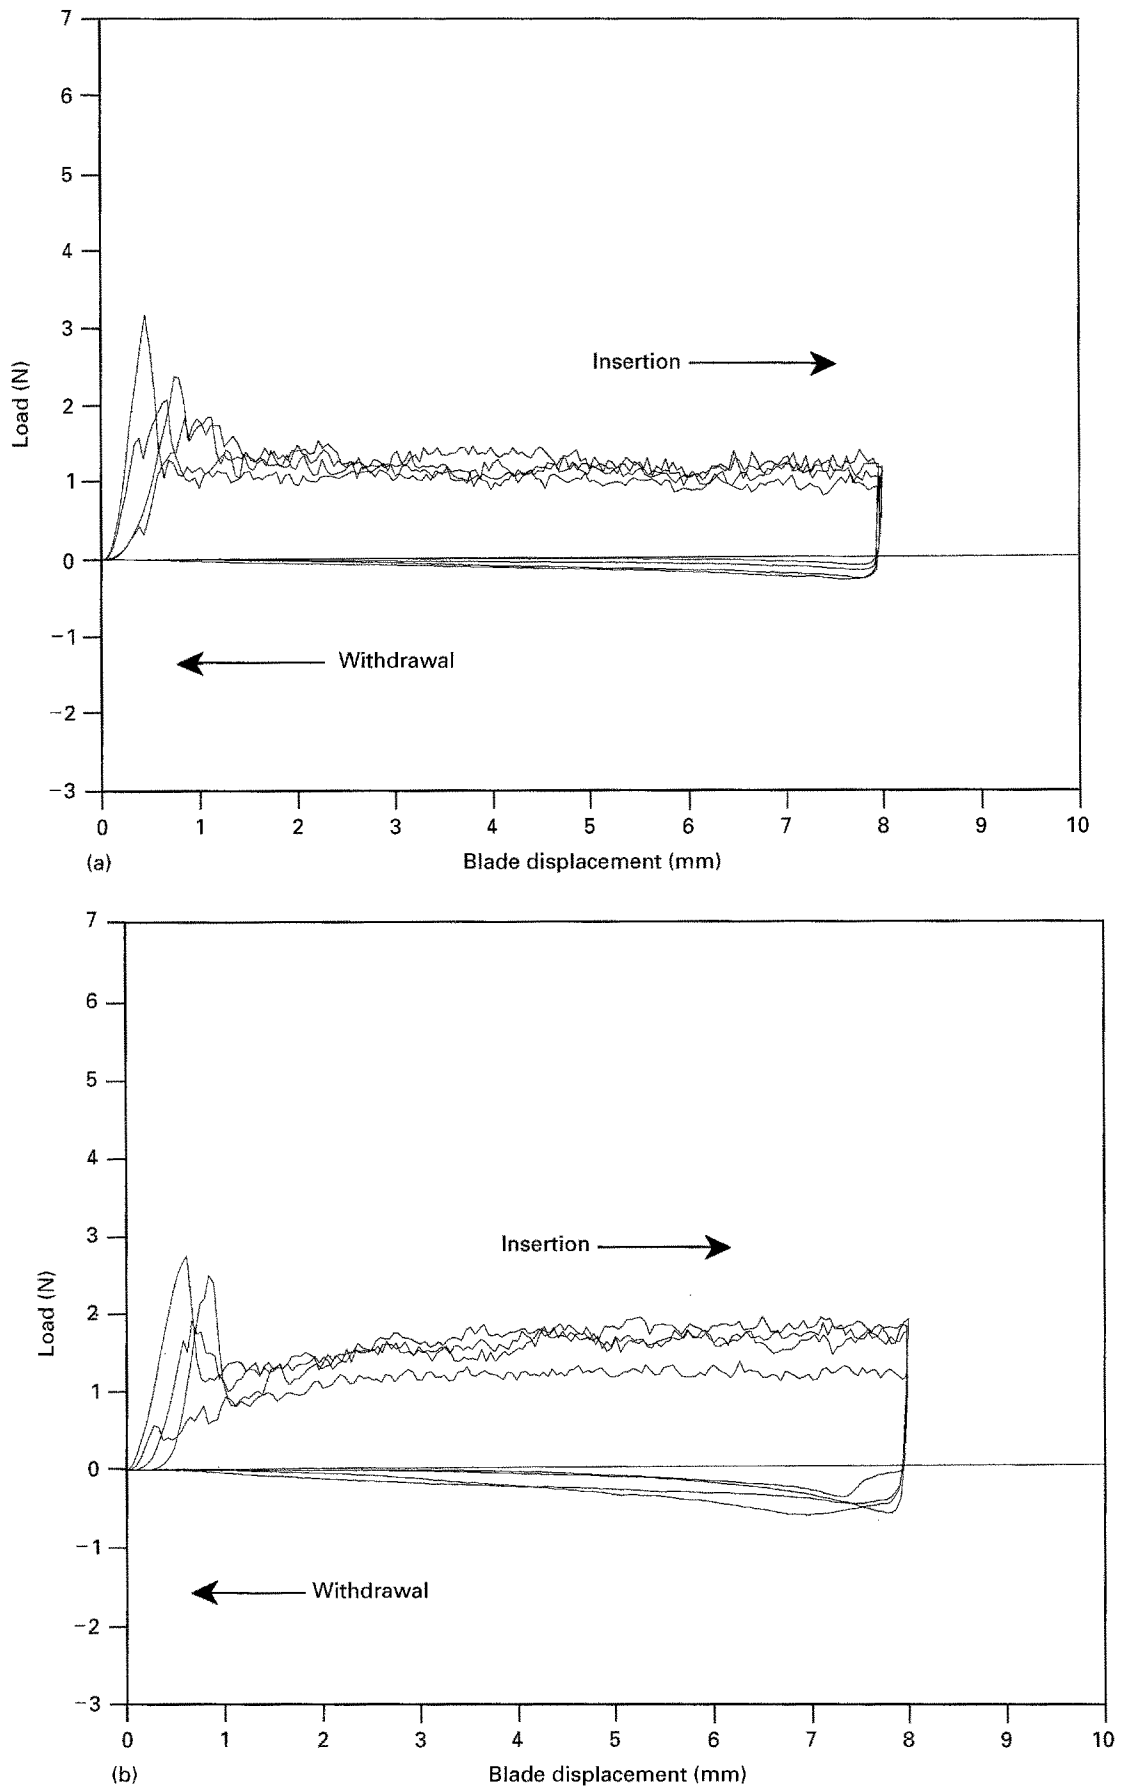 7
6
5
4
3
2
1
0
−1
−2
−3
Load (N)
Insertion
Withdrawal
0 1 2 3 4 5 6 7 8 9 10
(a) Blade displacement (mm)
7
6
5
4
3
2
1
0
−1
−2
−3
Load (N)
Insertion
Withdrawal
0 1 2 3 4 5 6 7 8 9 10
(b) Blade displacement (mm)